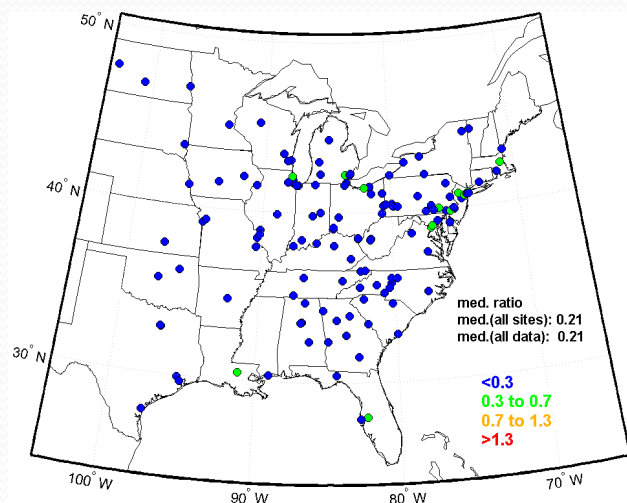 50° N
40° N
30° N
med. ratio
med.(all sites): 0.21
med.(all data): 0.21
<0.3
0.3 to 0.7
0.7 to 1.3
>1.3
100° W
90° W
80° W
70° W